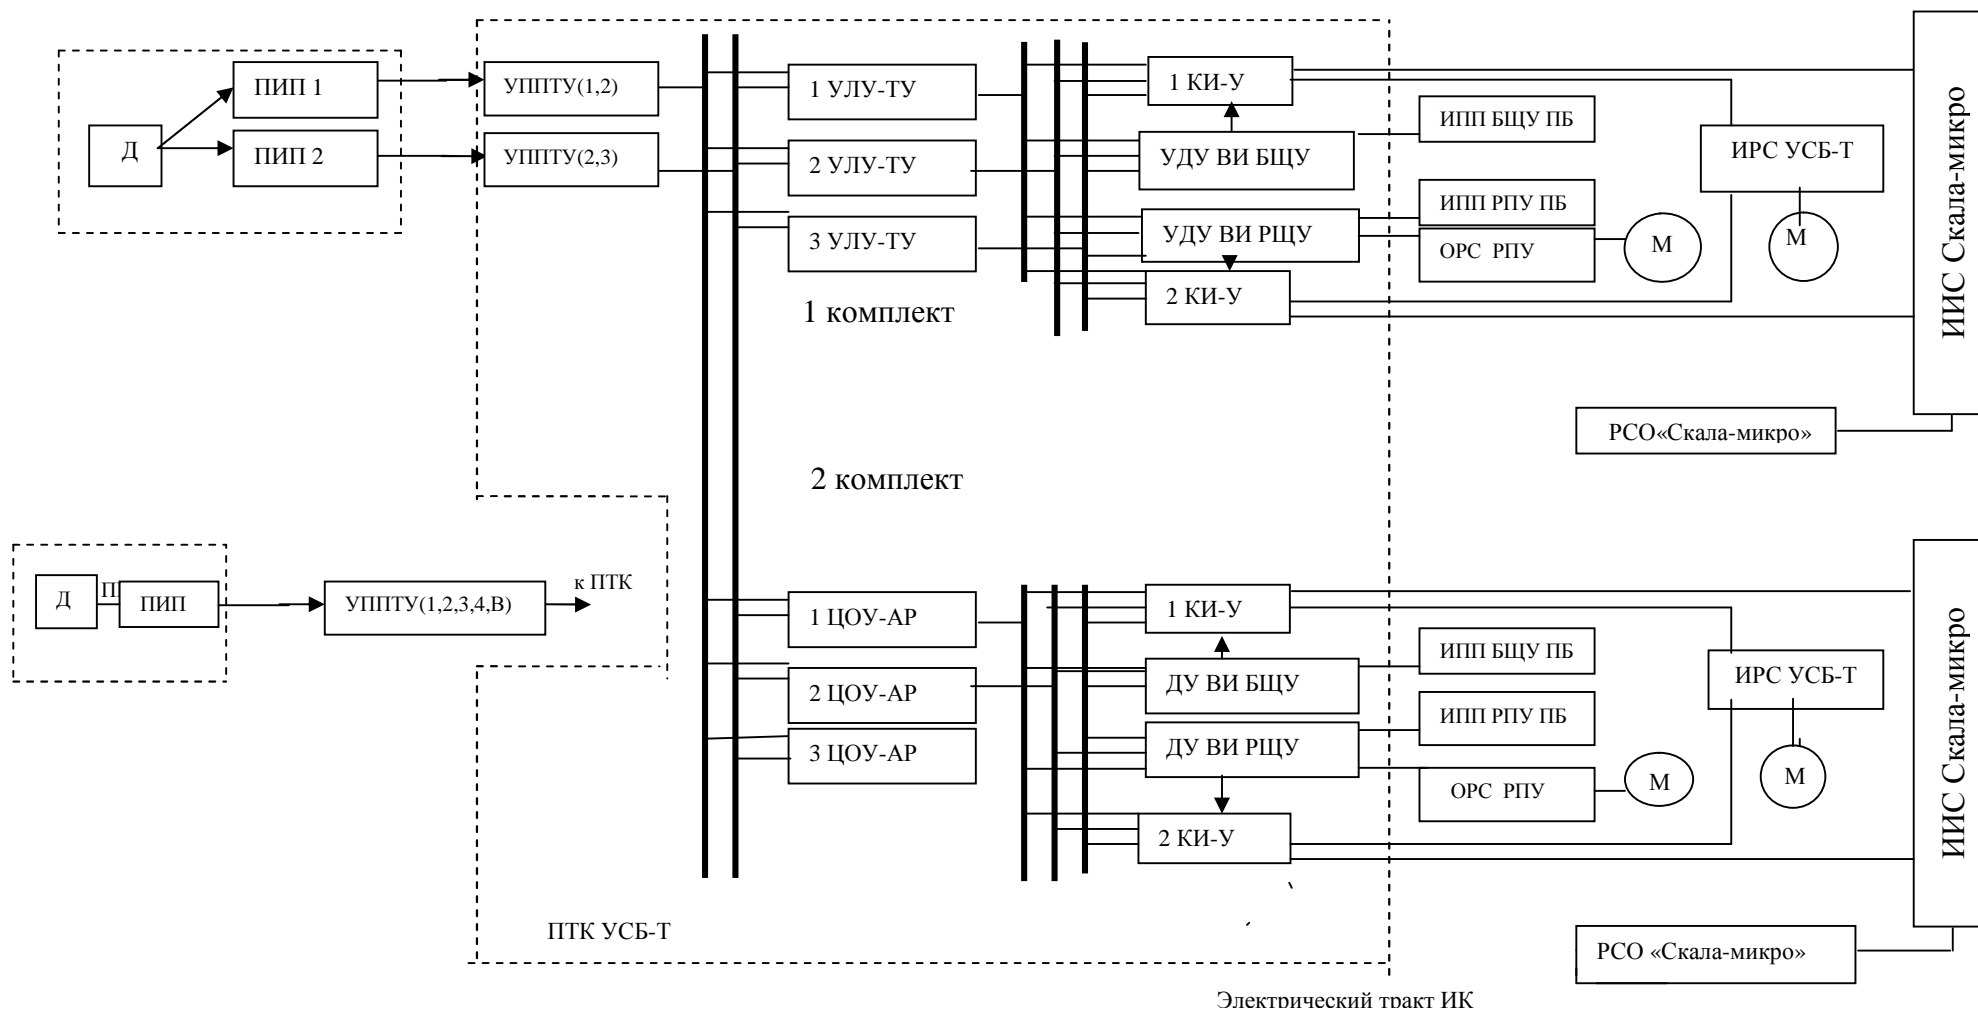 ПИП 1
УППТУ(1,2)
1 УЛУ-ТУ
1 КИ-У
ИПП БЩУ ПБ
Д
ПИП 2
УППТУ(2,3)
2 УЛУ-ТУ
УДУ ВИ БЩУ
ИРС УСБ-Т
ИИС Скала-микро
ИПП РПУ ПБ
3 УЛУ-ТУ
УДУ ВИ РЩУ
ОРС РПУ
М
М
2 КИ-У
1 комплект
РСО«Скала-микро»
2 комплект
Д
ПИП
УППТУ(1,2,3,4,В)
к ПТК
1 ЦОУ-АР
1 КИ-У
ИПП БЩУ ПБ
ИРС УСБ-Т
ИИС Скала-микро
2 ЦОУ-АР
ДУ ВИ БЩУ
ИПП РПУ ПБ
3 ЦОУ-АР
ДУ ВИ РЩУ
ОРС РПУ
М
М
2 КИ-У
ПТК УСБ-Т
РСО «Скала-микро»
Электрический тракт ИК